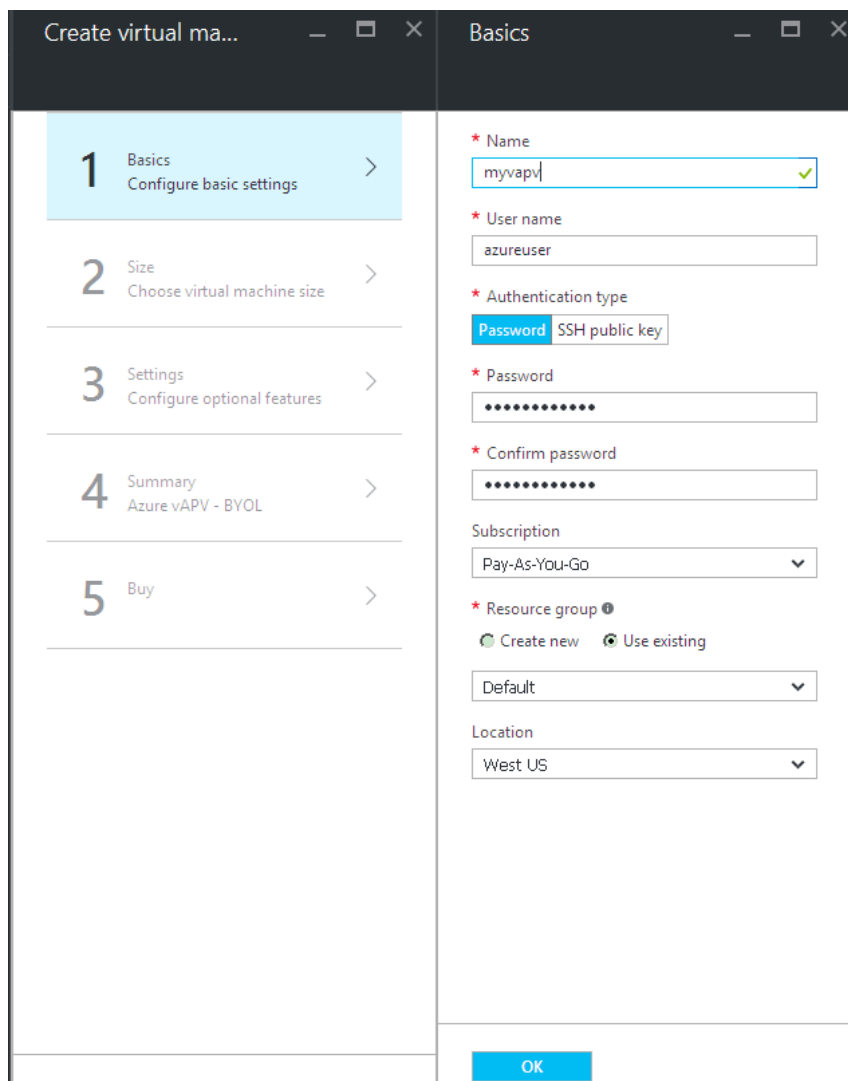 Create virtual ma...
1
Basics
Configure basic settings
2
Size
Choose virtual machine size
3
Settings
Configure optional features
4
Summary
Azure vAPV - BYOL
5
Buy
Basics
* Name
myvapv
* User name
azureuser
* Authentication type
Password SSH public key
* Password
••••••••••••
* Confirm password
••••••••••••
Subscription
Pay-As-You-Go
* Resource group
Create new Use existing
Default
Location
West US
OK